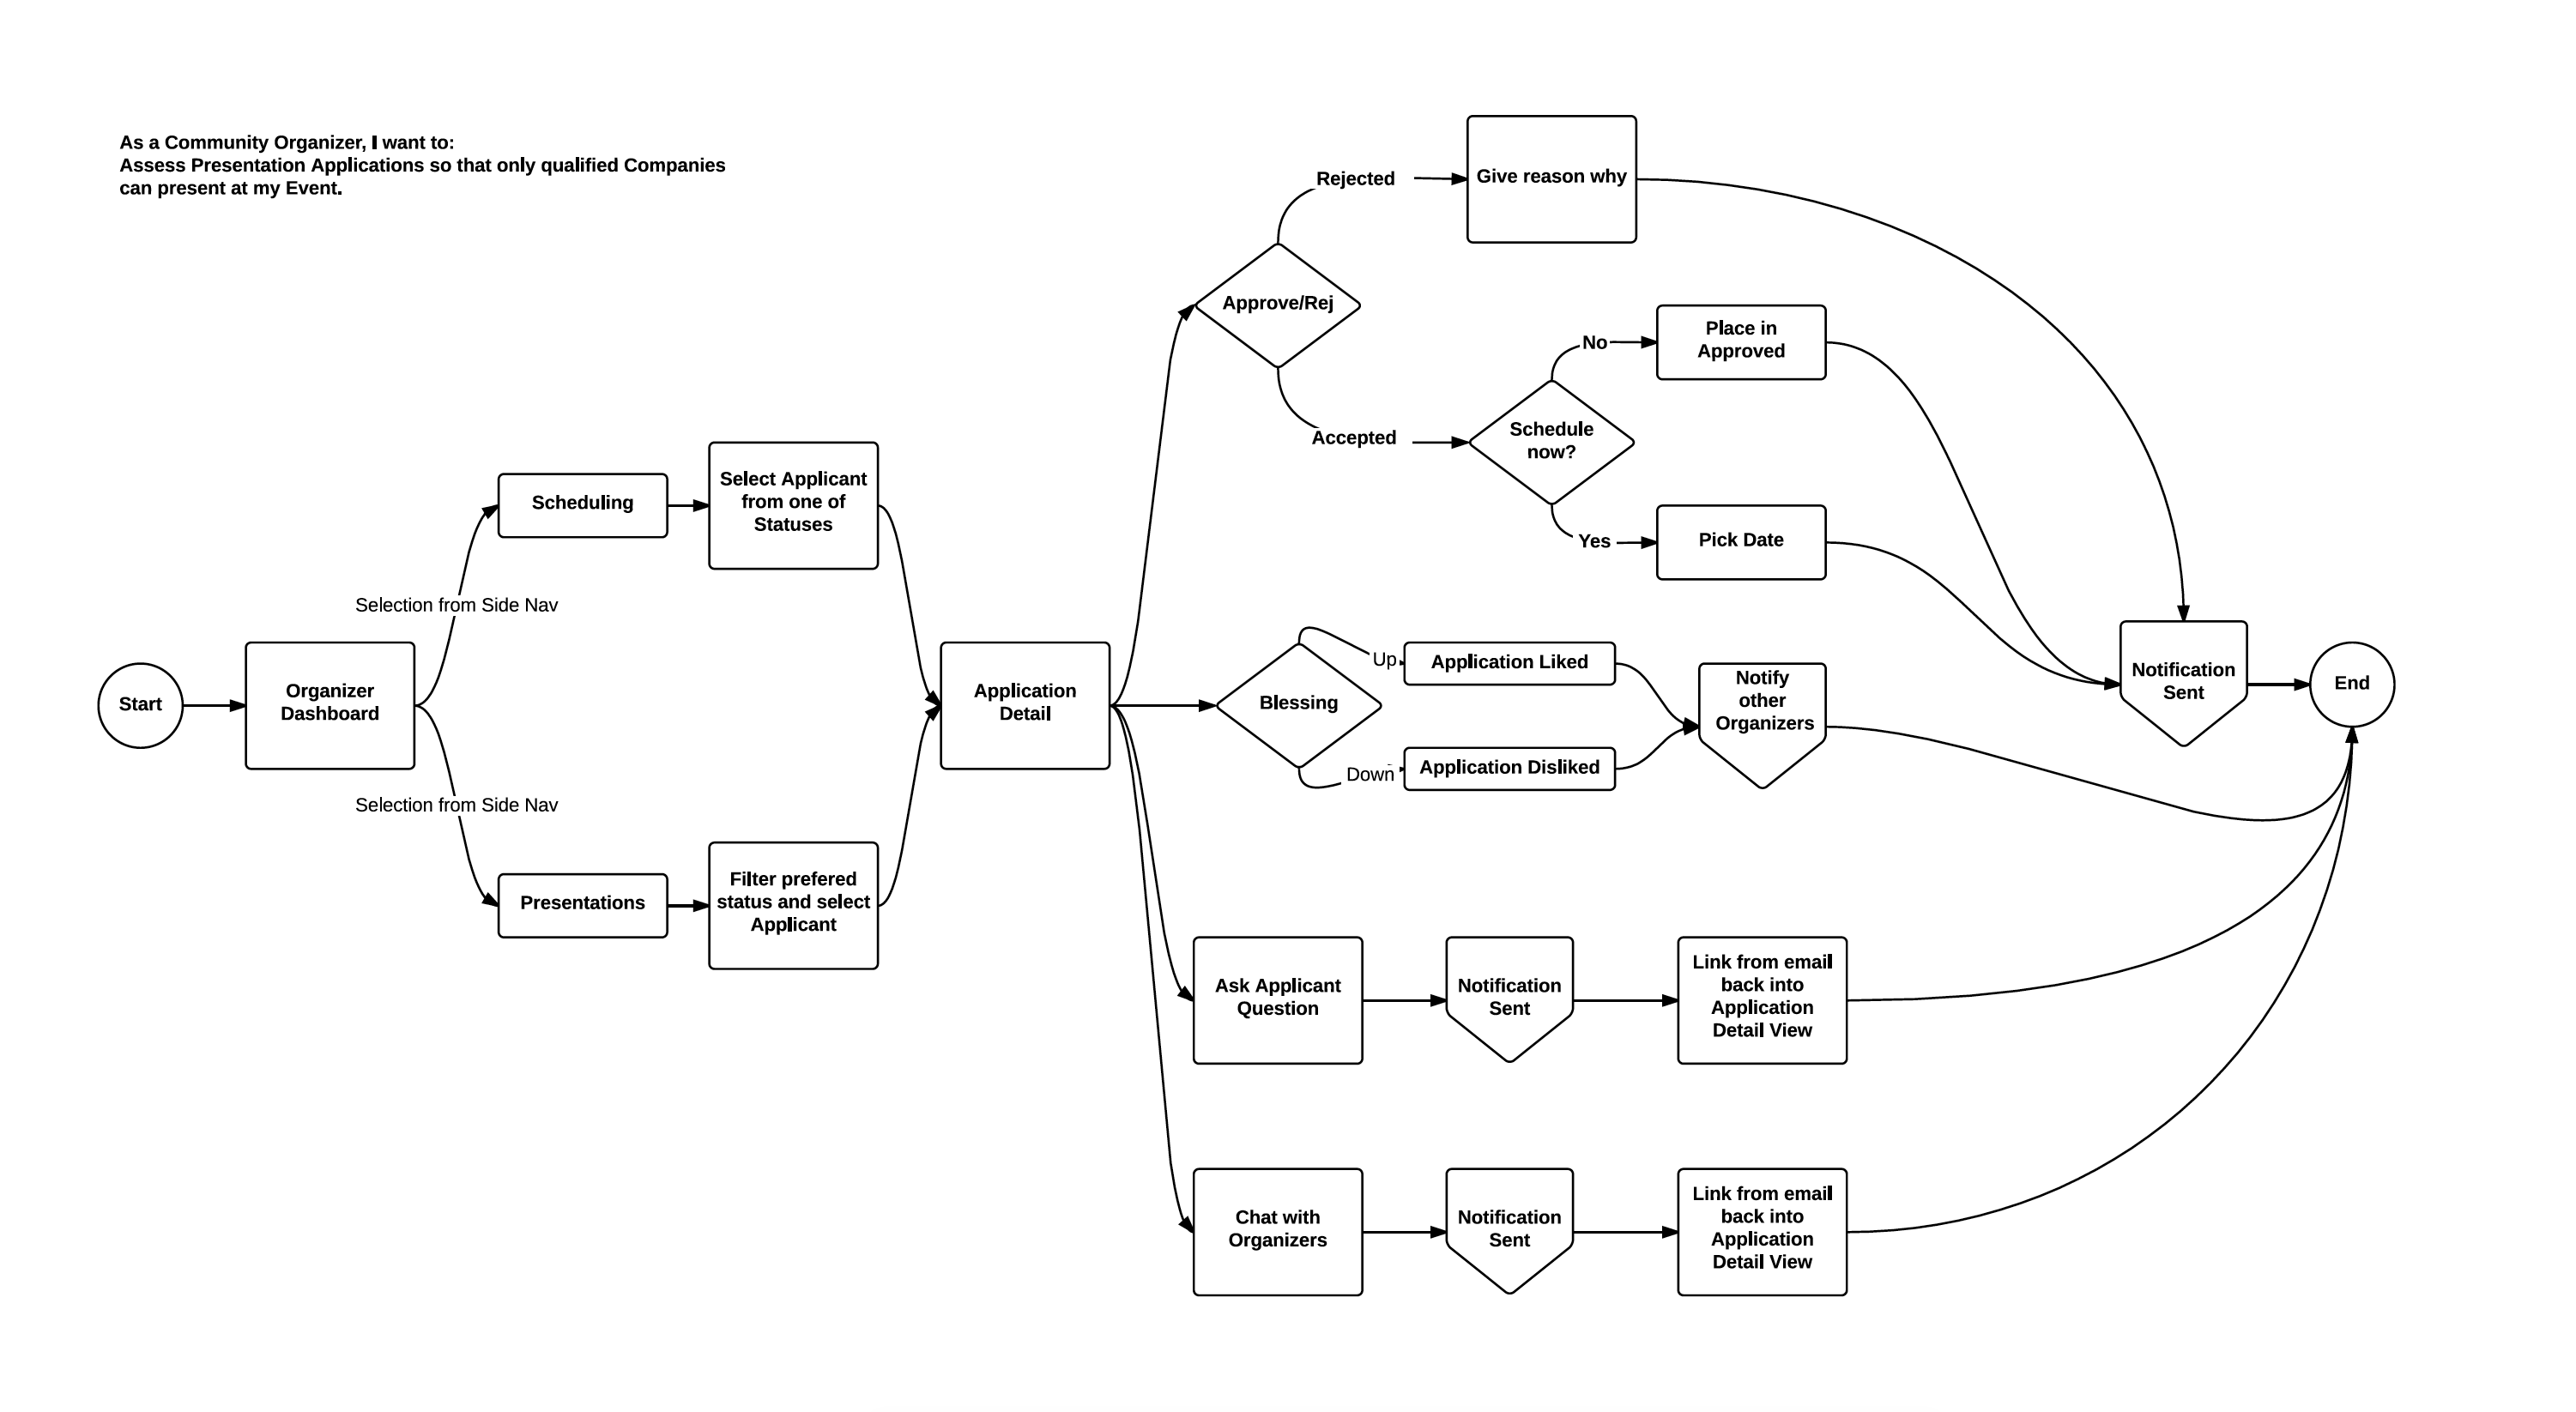 As a Community Organizer, I want to:
Assess Presentation Applications so that only qualified Companies
can present at my Event.
Start
Organizer
Dashboard
Selection from Side Nav
Selection from Side Nav
Scheduling
Select Applicant
from one of
Statuses
Presentations
Filter prefered
status and select
Applicant
Application
Detail
Approve/Rej
Rejected
Give reason why
Accepted
Schedule
now?
No
Place in
Approved
Yes
Pick Date
Blessing
Up
Application Liked
Down
Application Disliked
Notify
other
Organizers
Notification
Sent
End
Ask Applicant
Question
Notification
Sent
Link from email
back into
Application
Detail View
Chat with
Organizers
Notification
Sent
Link from email
back into
Application
Detail View